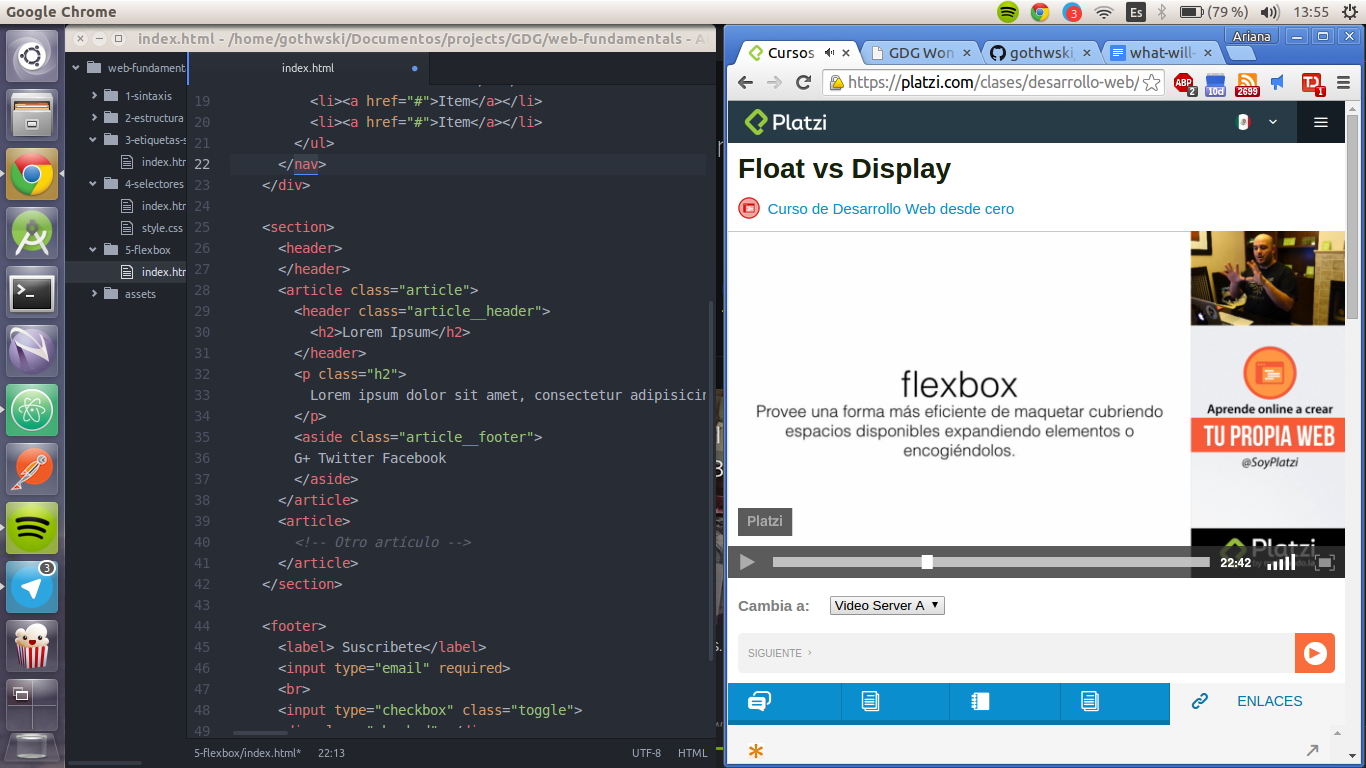 Google Chrome
3
Es
(79 %)
13:55
index.html - /home/gothwski/Documentos/projects/GDG/web-fundamentals - A
web-fundament
1-sintaxis
2-estructura
3-etiquetas-s
index.htm
4-selectores
index.htm
style.css
5-flexbox
index.htm
assets
index.html
19 <li><a href="#">Item</a></li>
20 <li><a href="#">Item</a></li>
21 </ul>
22 </nav>
23 </div>
24
25 <section>
26 <header>
27 </header>
28 <article class="article">
29 <header class="article__header">
30 <h2>Lorem Ipsum</h2>
31 </header>
32 <p class="h2">
33 Lorem ipsum dolor sit amet, consectetur adipisicin
34 </p>
35 <aside class="article__footer">
36 G+ Twitter Facebook
37 </aside>
38 </article>
39 <article>
40 <!-- Otro artículo -->
41 </article>
42 </section>
43
44 <footer>
45 <label> Suscribete</label>
46 <input type="email" required>
47 <br>
48 <input type="checkbox" class="toggle">
49
5-flexbox/index.html* 22:13 UTF-8 HTML
3
Ariana
Cursos
GDG Won
gothwski
what-will-
https://platzi.com/clases/desarrollo-web/
ABP
2
10d
2699
TJ
1
Platzi
Float vs Display
Curso de Desarrollo Web desde cero
flexbox
Provee una forma más eficiente de maquetar cubriendo
espacios disponibles expandiendo elementos o
encogiéndolos.
Aprende online a crear
TU PROPIA WEB
@SoyPlatzi
Platzi
Platzi
22:42
Cambia a:
Video Server A
SIGUIENTE ›
ENLACES